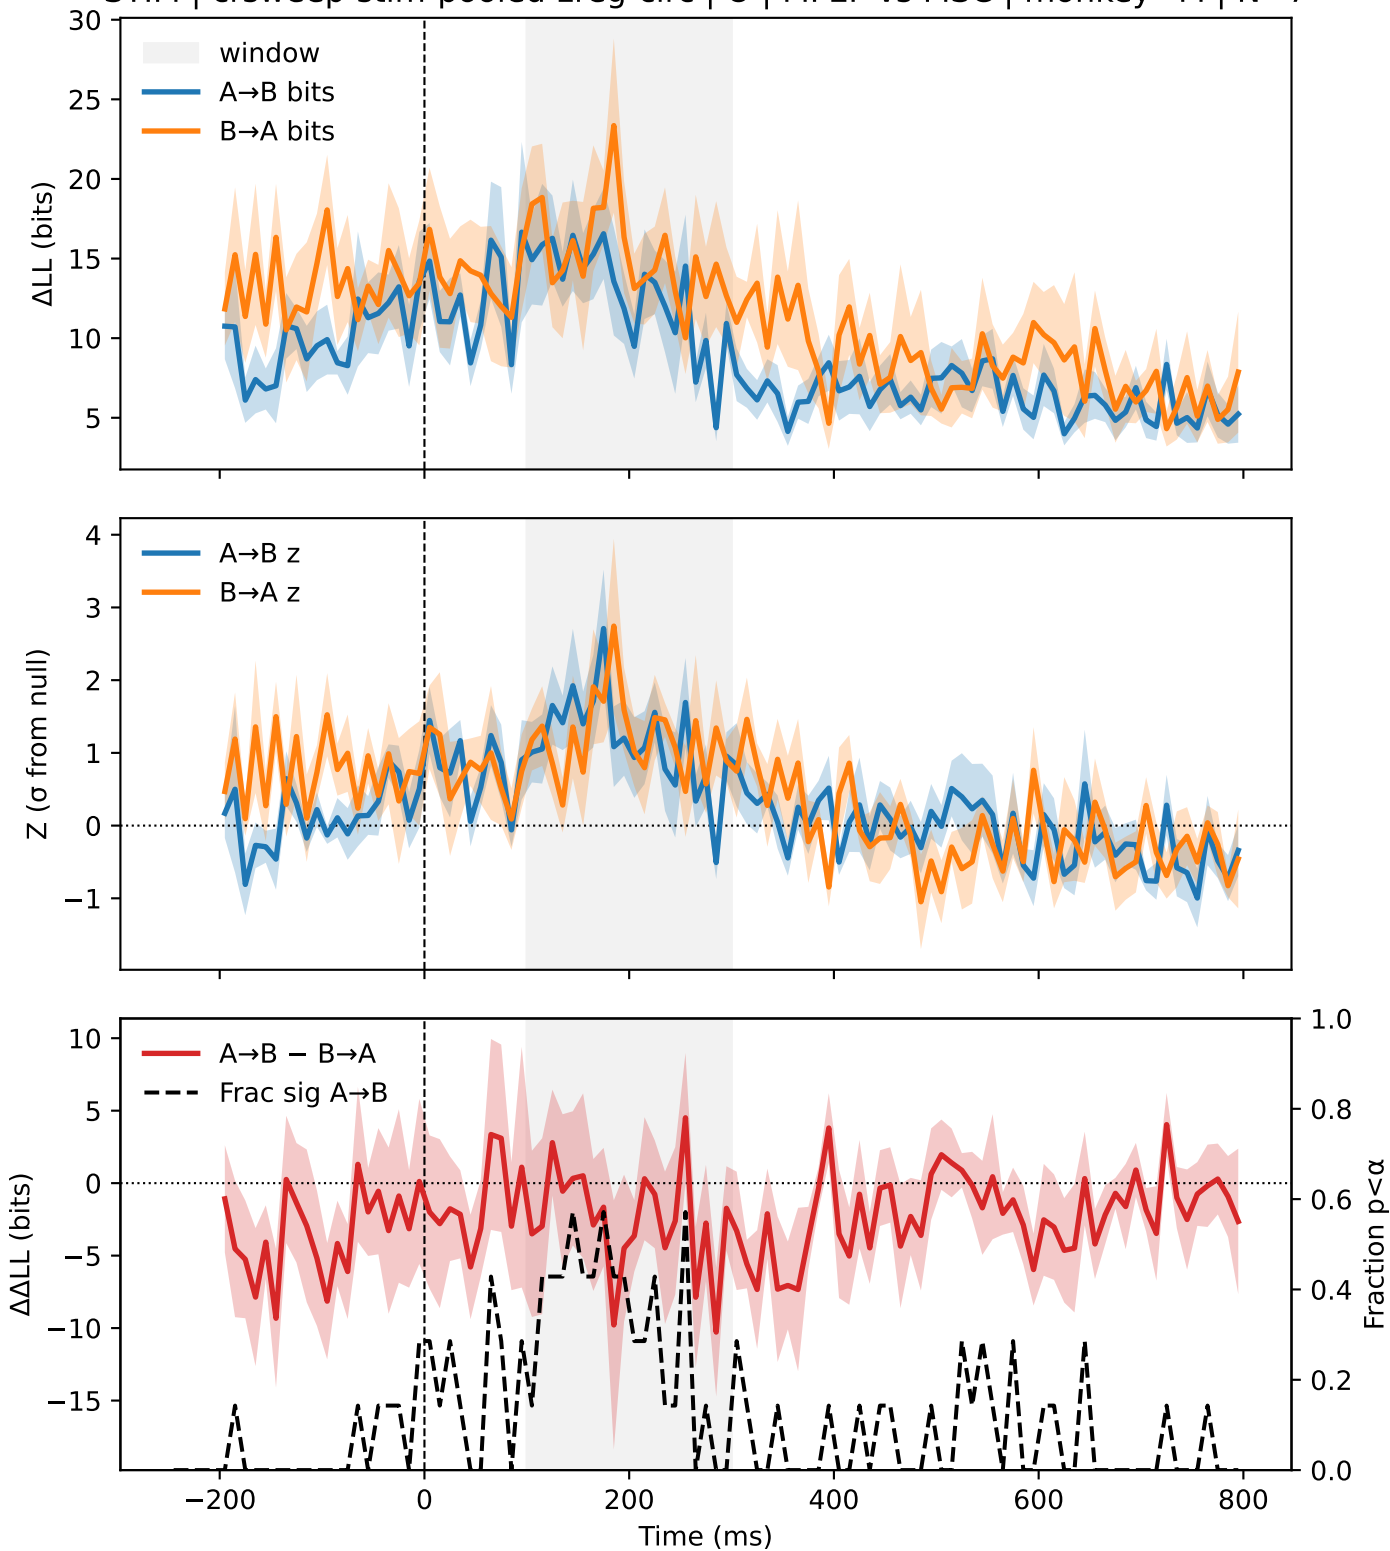 window
A→B bits
B→A bits
ΔLL (bits)
30
25
20
15
10
5
A→B z
B→A z
Z (σ from null)
4
3
2
1
0
−1
A→B − B→A
Frac sig A→B
ΔΔLL (bits)
10
5
0
−5
−10
−15
1.0
0.8
0.6
0.4
0.2
0.0
Fraction p<α
−200
0
200
400
600
800
Time (ms)